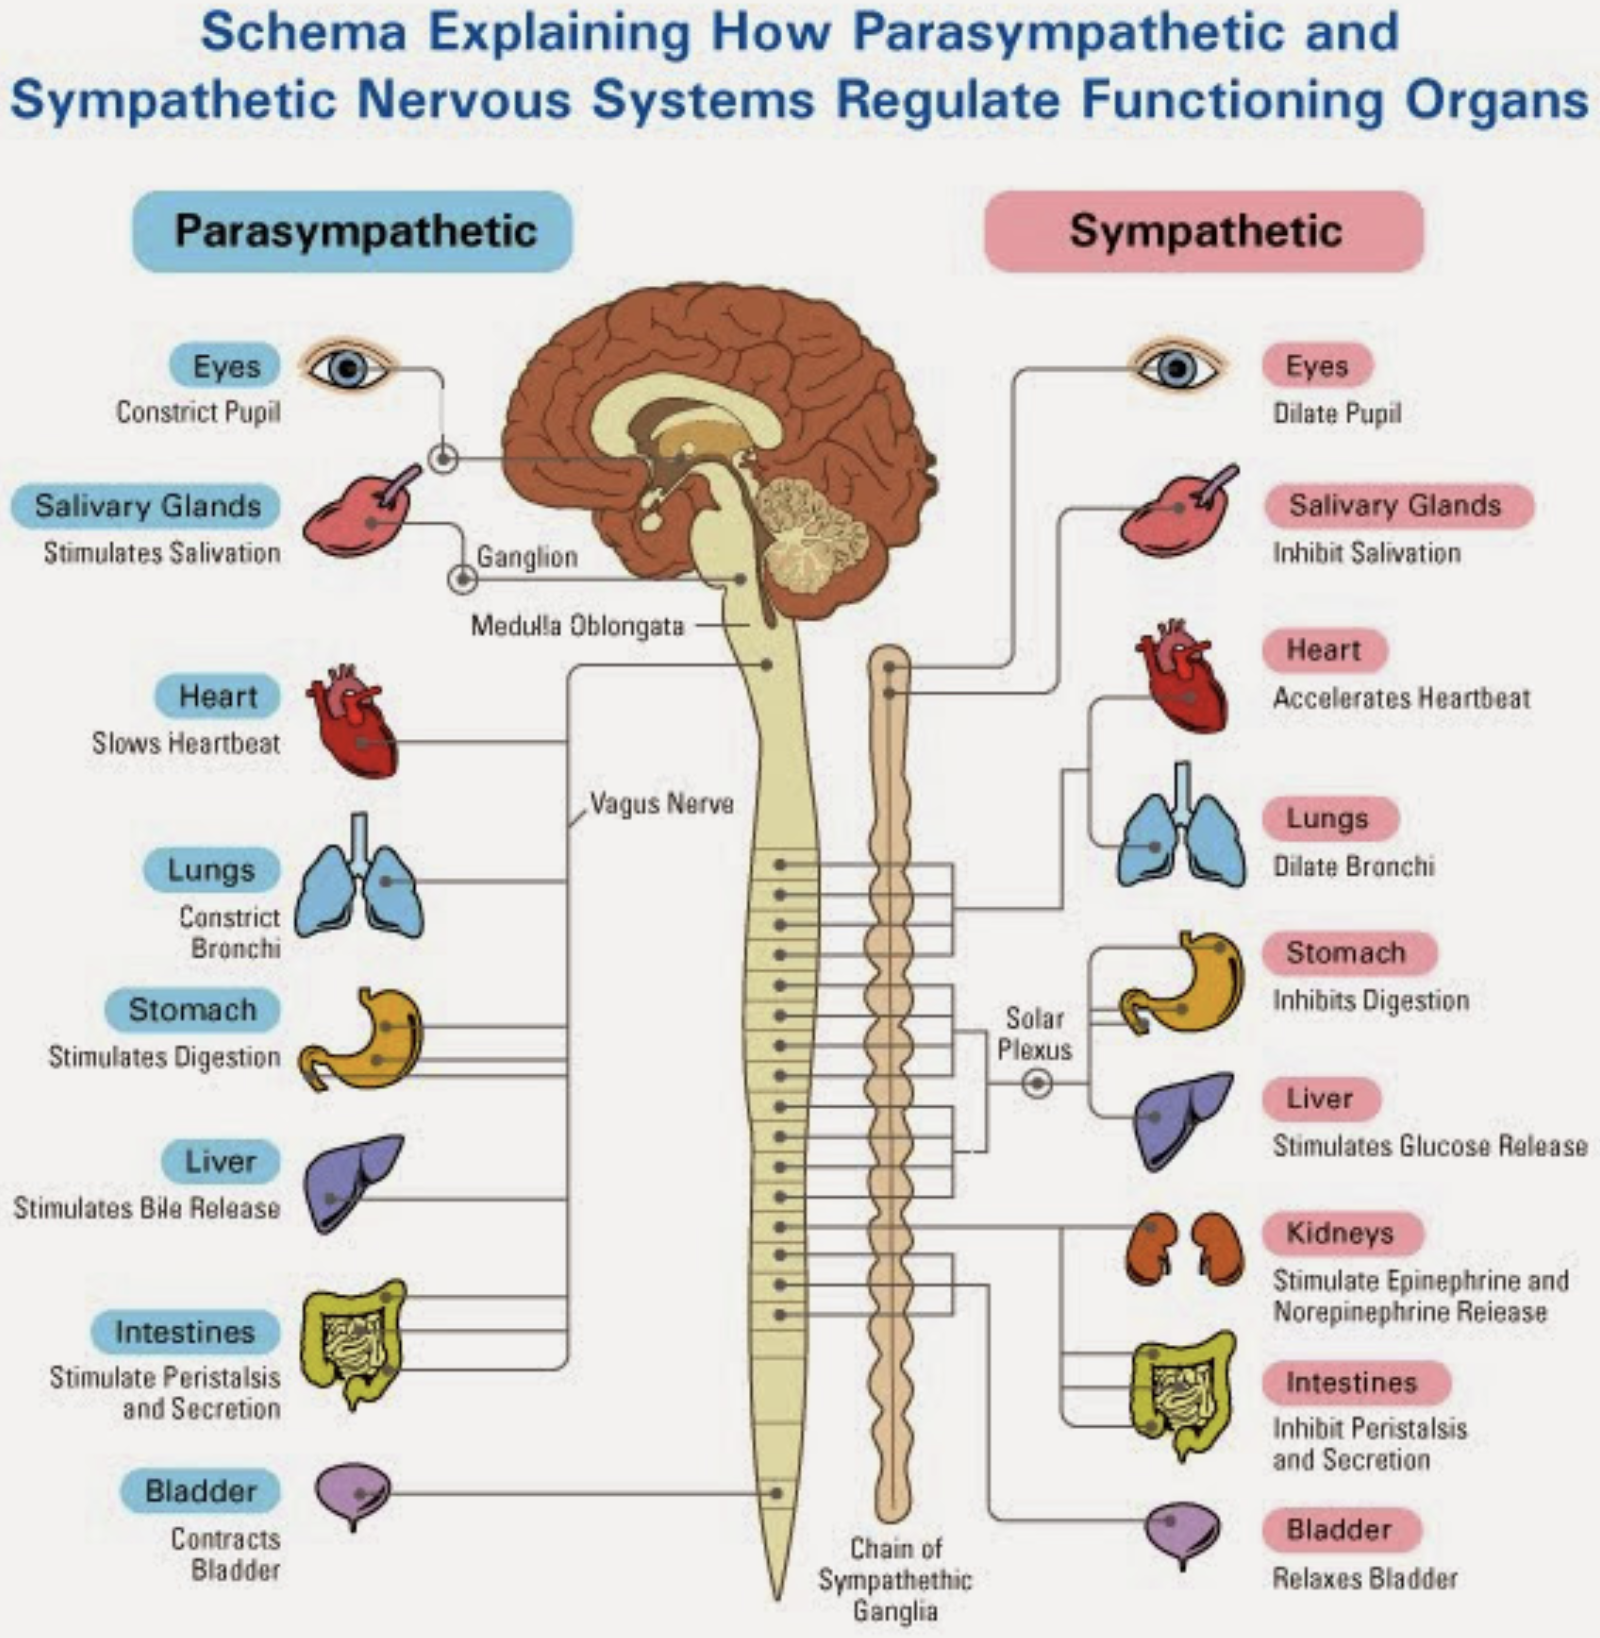 Schema Explaining How Parasympathetic and
Sympathetic Nervous Systems Regulate Functioning Organs
Parasympathetic
Eyes
Constrict Pupil
Salivary Glands
Stimulates Salivation
Ganglion
Medulla Oblongata
Heart
Slows Heartbeat
Vagus Nerve
Lungs
Constrict
Bronchi
Stomach
Stimulates Digestion
Liver
Stimulates Bile Release
Intestines
Stimulate Peristalsis
and Secretion
Bladder
Contracts
Bladder
Sympathetic
Eyes
Dilate Pupil
Salivary Glands
Inhibit Salivation
Heart
Accelerates Heartbeat
Lungs
Dilate Bronchi
Stomach
Inhibits Digestion
Solar
Plexus
Liver
Stimulates Glucose Release
Kidneys
Stimulate Epinephrine and
Norepinephrine Reiease
Intestines
Inhibit Peristalsis
and Secretion
Bladder
Relaxes Bladder
Chain of
Sympathethic
Ganglia